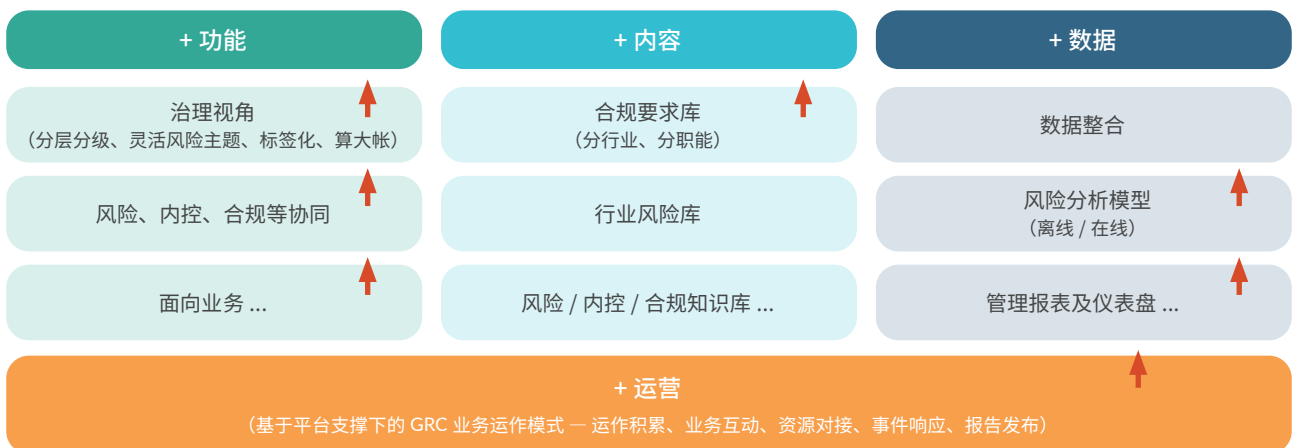 + 功能
+ 内容
+ 数据
治理视角
（分层分级、灵活风险主题、标签化、算大帐）
合规要求库
（分行业、分职能）
数据整合
风险、内控、合规等协同
行业风险库
风险分析模型
（离线 / 在线）
面向业务 ...
风险 / 内控 / 合规知识库 ...
管理报表及仪表盘 ...
+ 运营
（基于平台支撑下的 GRC 业务运作模式 — 运作积累、业务互动、资源对接、事件响应、报告发布）